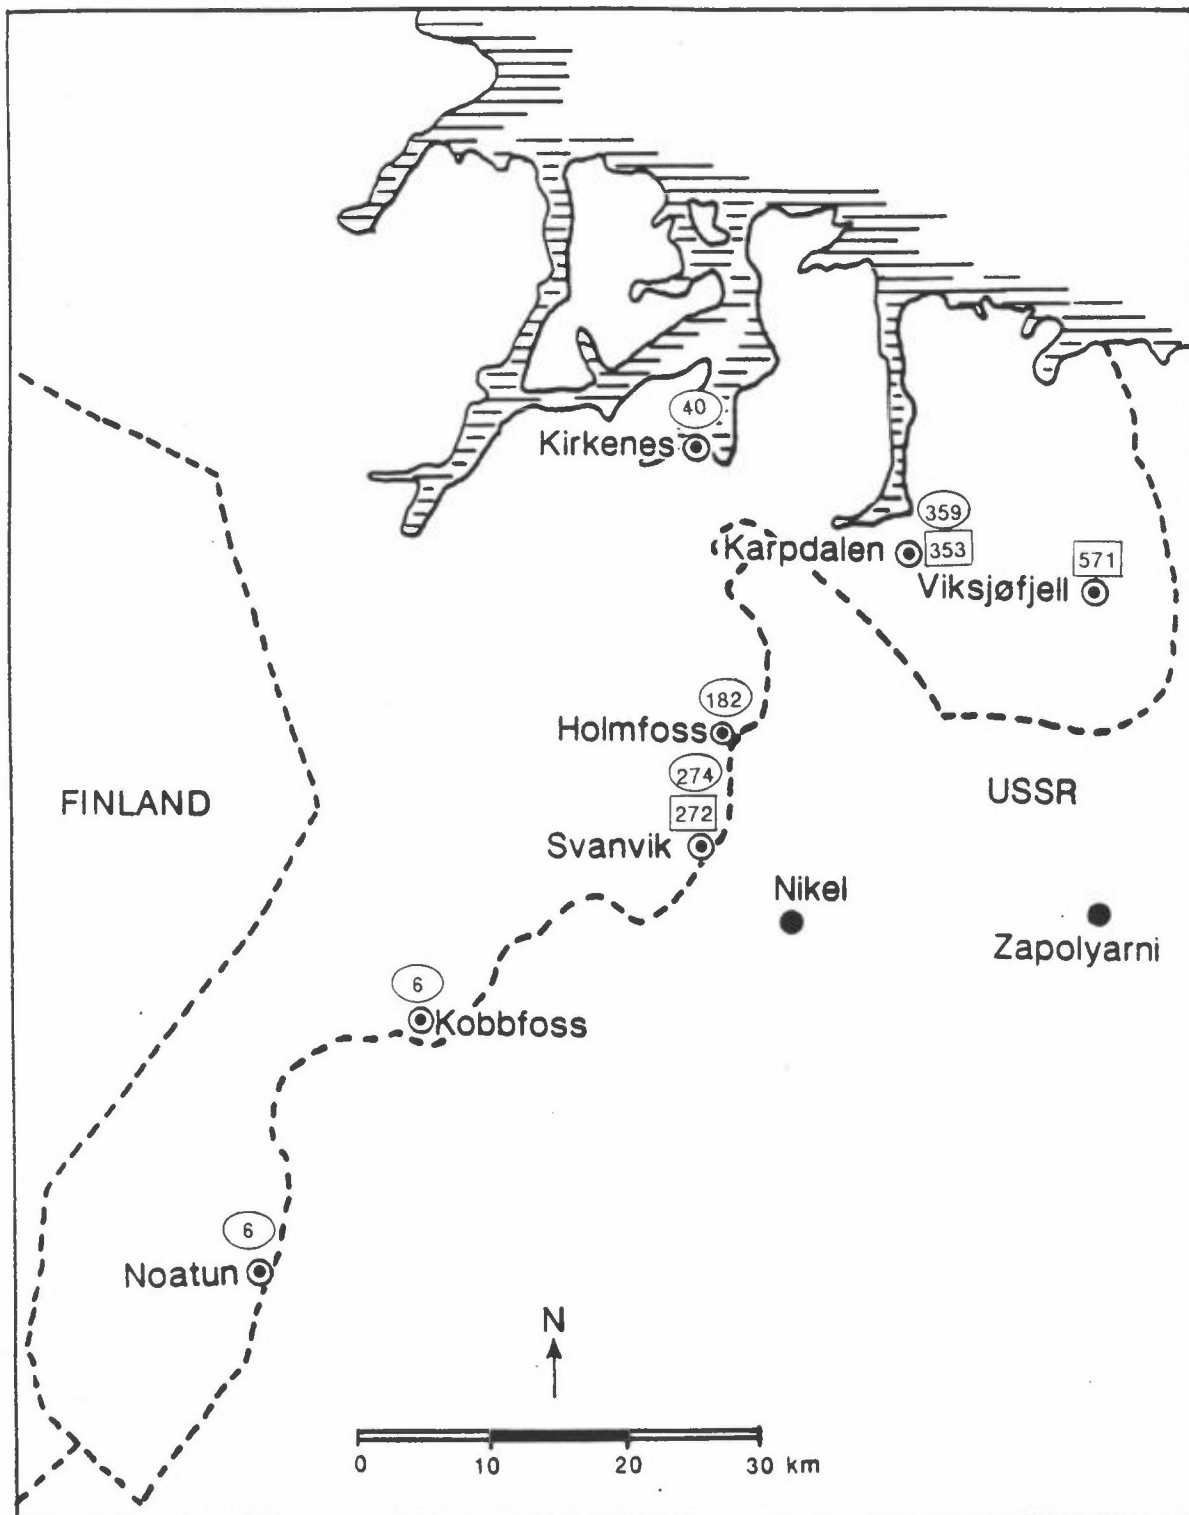 40
Kirkenes
359
Karpdalen 353
571
Viksjøfjell
182
Holmfoss
274
FINLAND
USSR
272
Svanvik
Nikel
Zapolyarni
6
Kobbfoss
6
Noatun
N
0 10 20 30 km